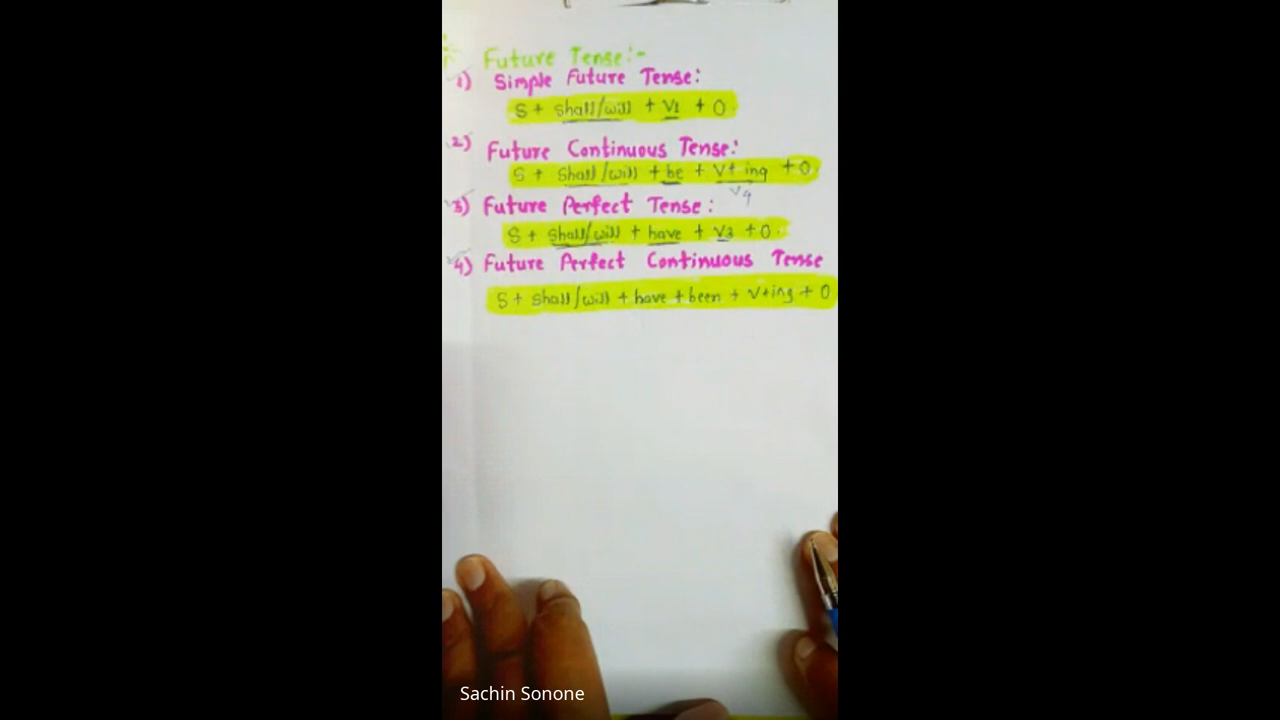 Future Tense:-
1) Simple Future Tense:
S + shall/will + V1 + O
2) Future Continuous Tense:
S + shall/will + be + V+ing + O.
V4
3) Future Perfect Tense:
S + shall/will + have + V3 + O.
4) Future Perfect Continuous Tense
S + shall/will + have + been + V+ing + O
Sachin Sonone